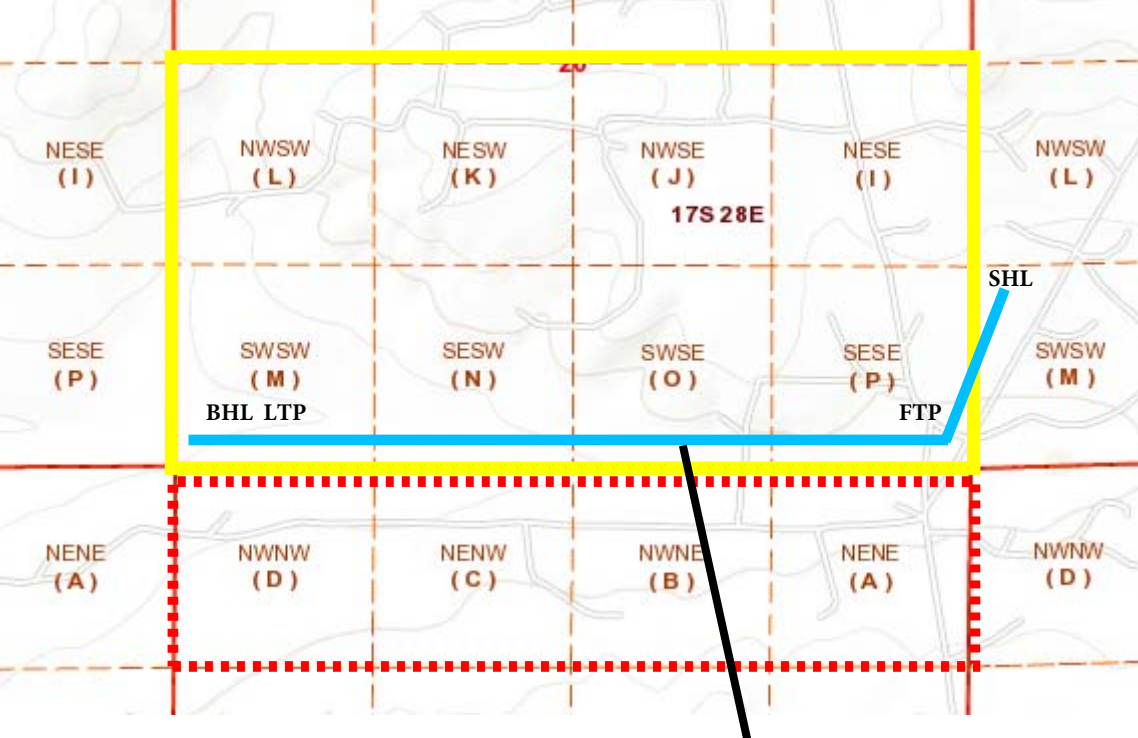 NESE
(I)
NWSW
(L)
NESW
(K)
NWSE
(J)
NESE
(I)
NWSW
(L)
17S 28E
SHL
SESE
(P)
SWSW
(M)
SESW
(N)
SWSE
(O)
SESE
(P)
SWSW
(M)
BHL LTP
FTP
NENE
(A)
NWNW
(D)
NENW
(C)
NWNE
(B)
NENE
(A)
NWNW
(D)